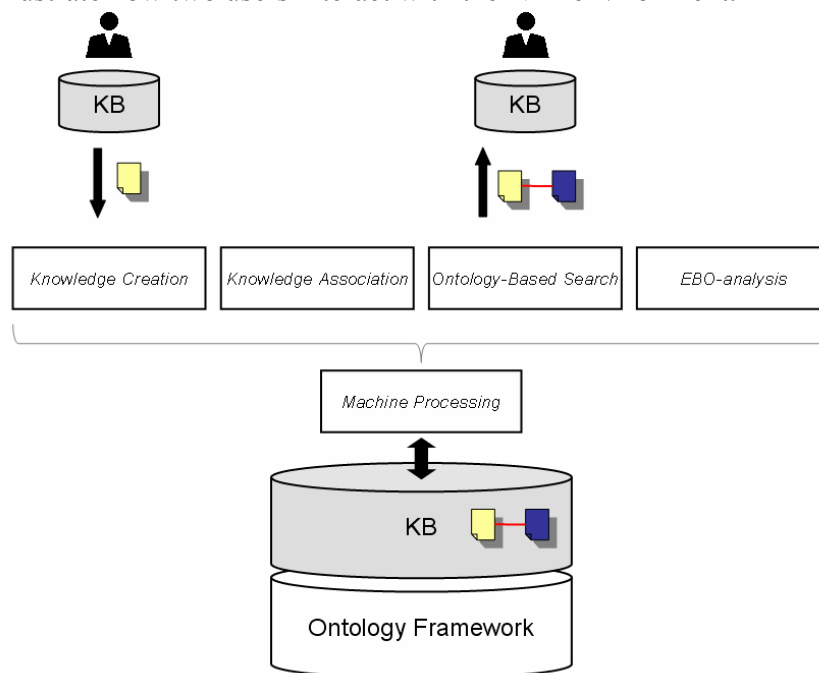 KB
KB
Knowledge Creation
Knowledge Association
Ontology-Based Search
EBO-analysis
Machine Processing
KB
Ontology Framework